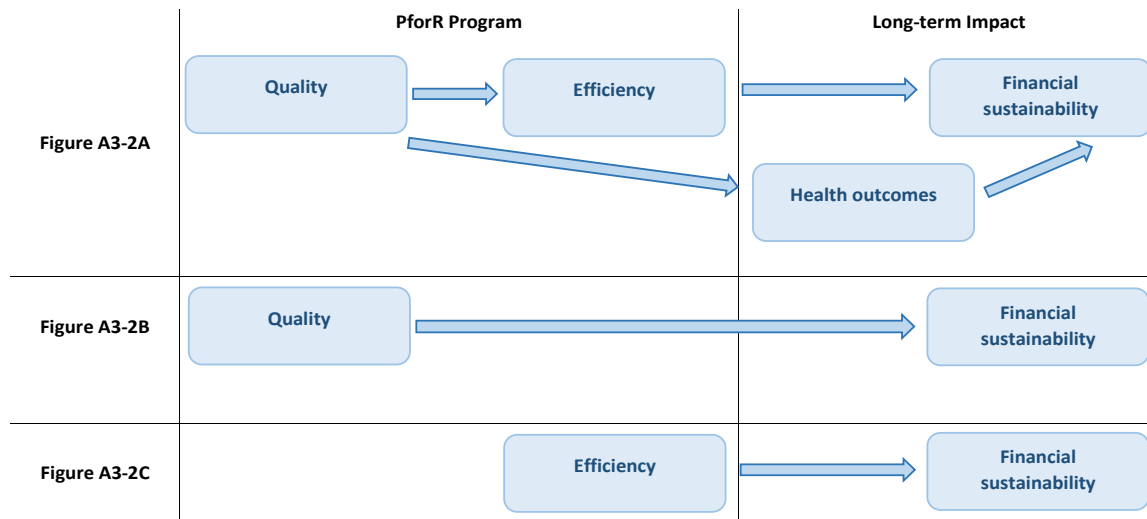 PforR Program
Long-term Impact
Figure A3-2A
Quality
Efficiency
Financial
sustainability
Health outcomes
Figure A3-2B
Quality
Financial
sustainability
Figure A3-2C
Efficiency
Financial
sustainability